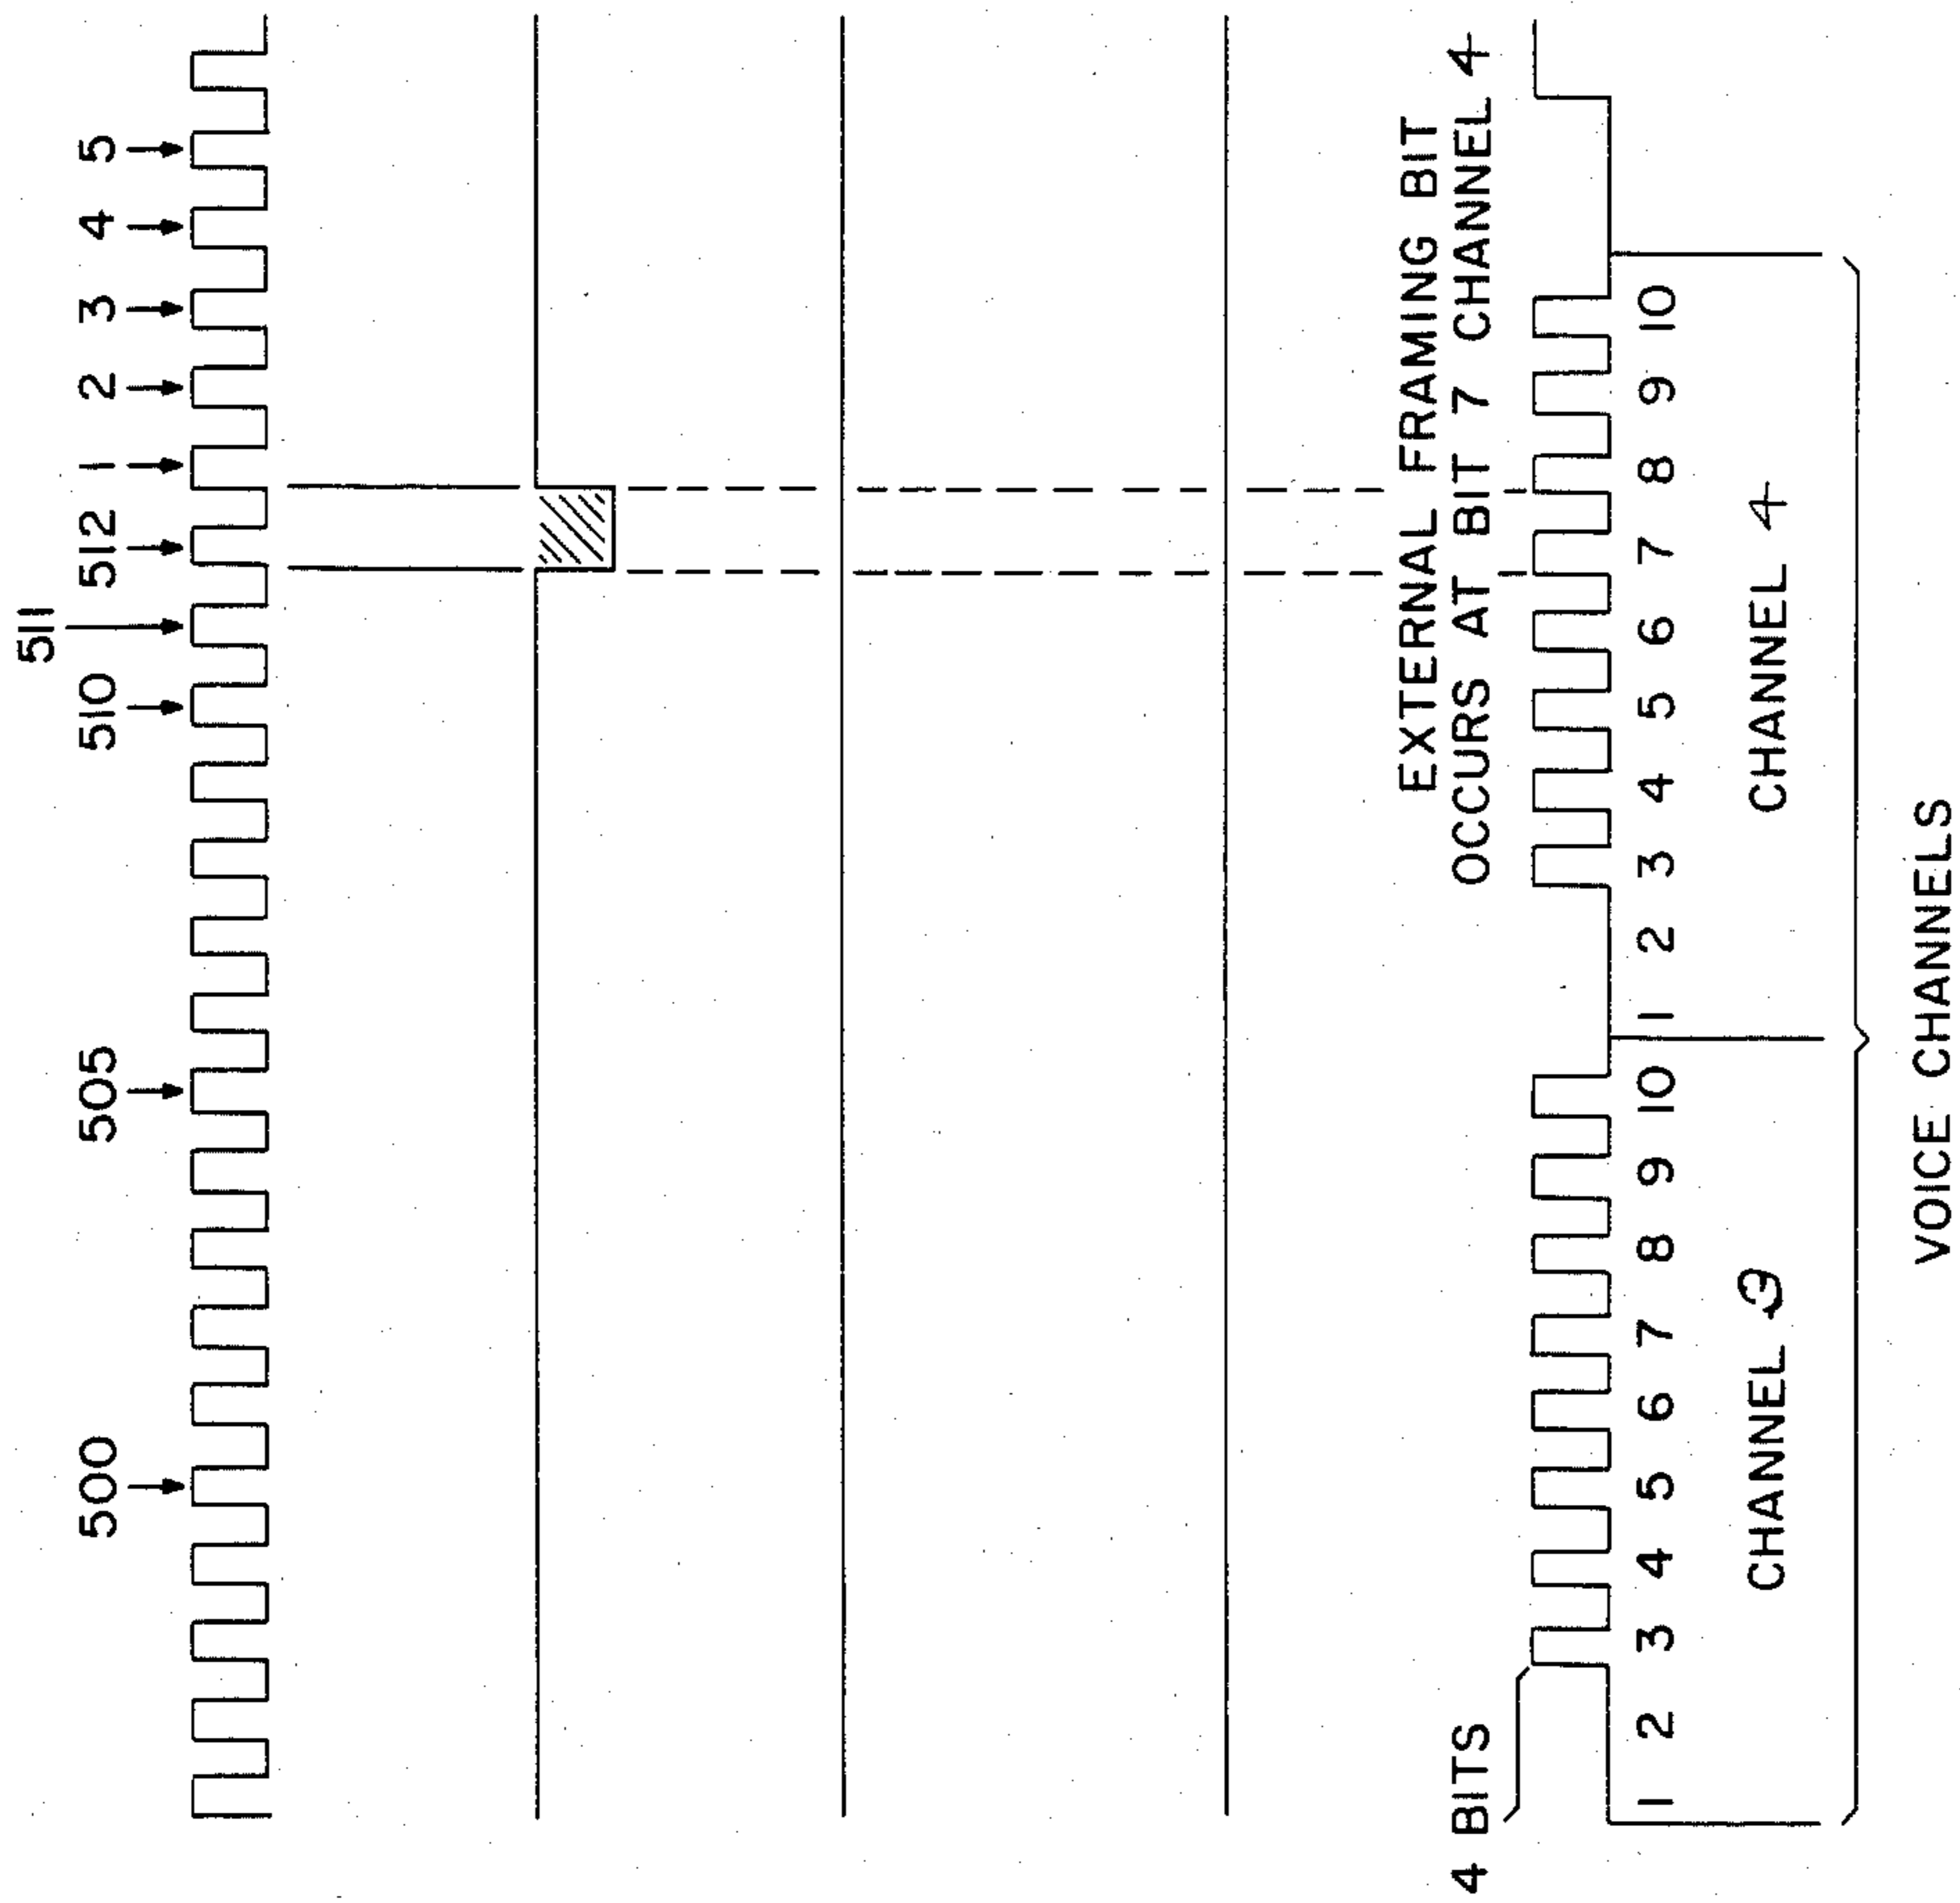 511
500 505 510 512 1 2 3 4 5
EXTERNAL FRAMING BIT
OCCURS AT BIT 7 CHANNEL 4
4 BITS
1 2 3 4 5 6 7 8 9 10 1 2 3 4 5 6 7 8 9 10
CHANNEL 3 CHANNEL 4
VOICE CHANNELS